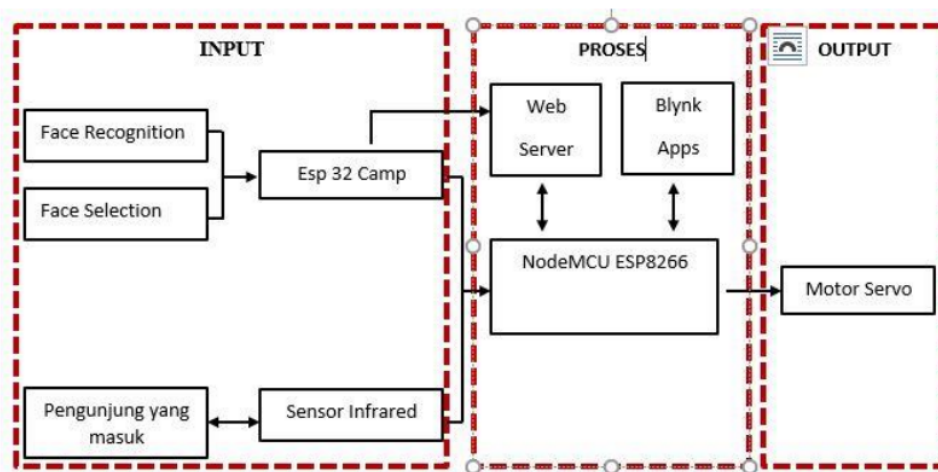 INPUT
PROSES
OUTPUT
Face Recognition
Face Selection
Esp 32 Camp
Web
Server
Blynk
Apps
NodeMCU ESP8266
Motor Servo
Pengunjung yang
masuk
Sensor Infrared